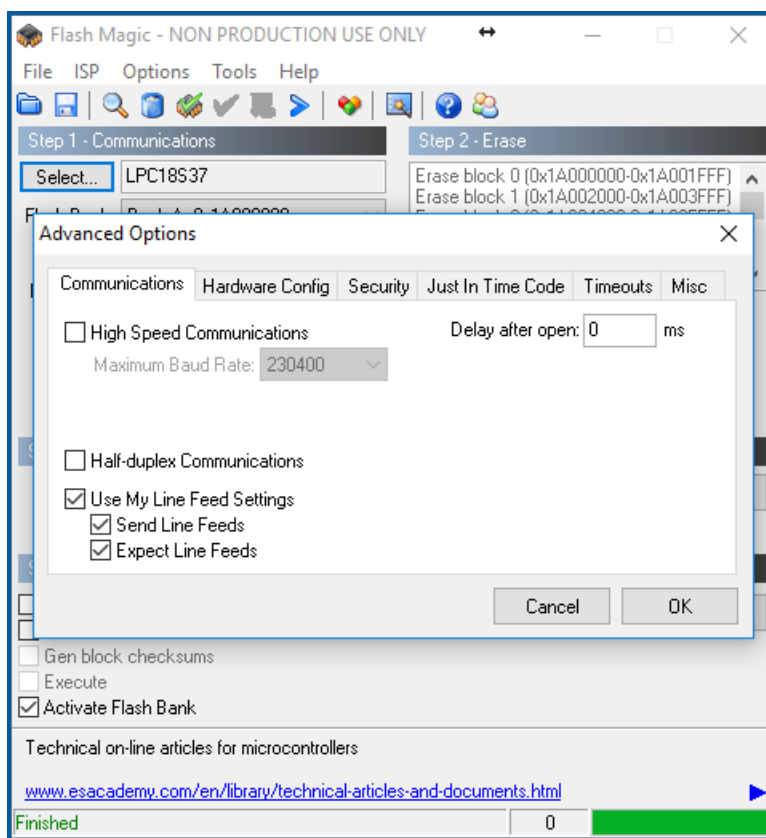 Flash Magic - NON PRODUCTION USE ONLY
File ISP Options Tools Help
Step 1 - Communications
Step 2 - Erase
Select... LPC18S37
Erase block 0 (0x1A000000-0x1A001FFF)
Erase block 1 (0x1A002000-0x1A003FFF)
Advanced Options
Communications Hardware Config Security Just In Time Code Timeouts Misc
High Speed Communications
Delay after open: 0 ms
Maximum Baud Rate: 230400
Half-duplex Communications
Use My Line Feed Settings
Send Line Feeds
Expect Line Feeds
Cancel OK
Gen block checksums
Execute
Activate Flash Bank
Technical on-line articles for microcontrollers
www.esacademy.com/en/library/technical-articles-and-documents.html
Finished 0